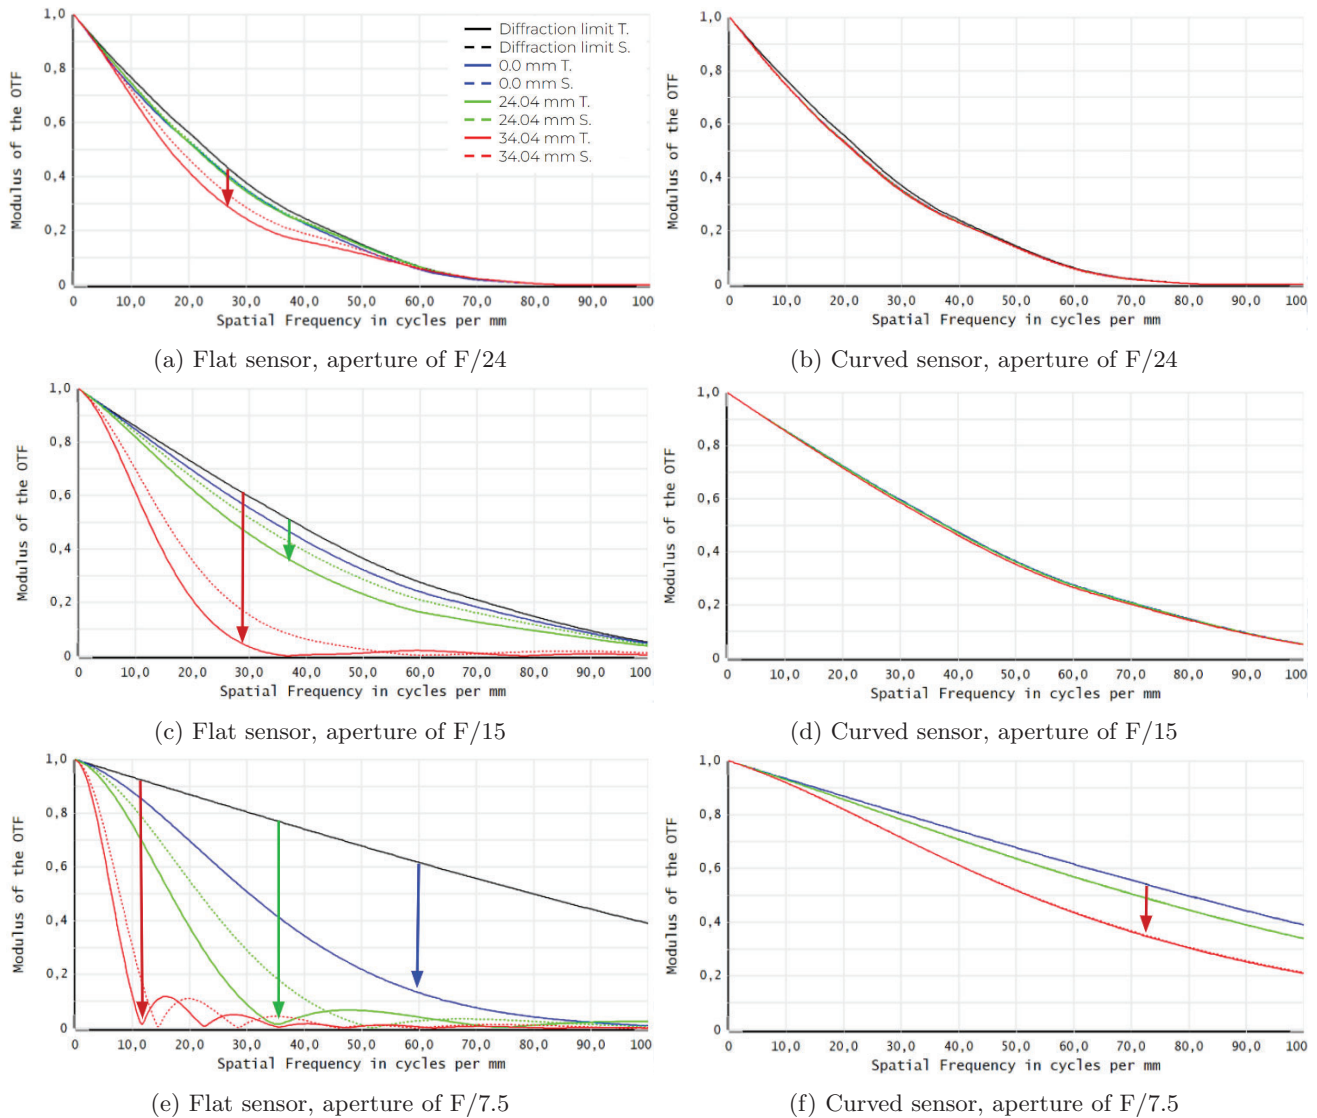 1,0
0,8
0,6
0,4
0,2
0
Modulus of the OTF
0 10,0 20,0 30,0 40,0 50,0 60,0 70,0 80,0 90,0 100
Spatial Frequency in cycles per mm
Diffraction limit T.
Diffraction limit S.
0.0 mm T.
0.0 mm S.
24.04 mm T.
24.04 mm S.
34.04 mm T.
34.04 mm S.
(a) Flat sensor, aperture of F/24
1,0
0,8
0,6
0,4
0,2
0
Modulus of the OTF
0 10,0 20,0 30,0 40,0 50,0 60,0 70,0 80,0 90,0 100
Spatial Frequency in cycles per mm
(b) Curved sensor, aperture of F/24
1,0
0,8
0,6
0,4
0,2
0
Modulus of the OTF
0 10,0 20,0 30,0 40,0 50,0 60,0 70,0 80,0 90,0 100
Spatial Frequency in cycles per mm
(c) Flat sensor, aperture of F/15
1,0
0,8
0,6
0,4
0,2
0
Modulus of the OTF
0 10,0 20,0 30,0 40,0 50,0 60,0 70,0 80,0 90,0 100
Spatial Frequency in cycles per mm
(d) Curved sensor, aperture of F/15
1,0
0,8
0,6
0,4
0,2
0
Modulus of the OTF
0 10,0 20,0 30,0 40,0 50,0 60,0 70,0 80,0 90,0 100
Spatial Frequency in cycles per mm
(e) Flat sensor, aperture of F/7.5
1,0
0,8
0,6
0,4
0,2
0
Modulus of the OTF
0 10,0 20,0 30,0 40,0 50,0 60,0 70,0 80,0 90,0 100
Spatial Frequency in cycles per mm
(f) Curved sensor, aperture of F/7.5